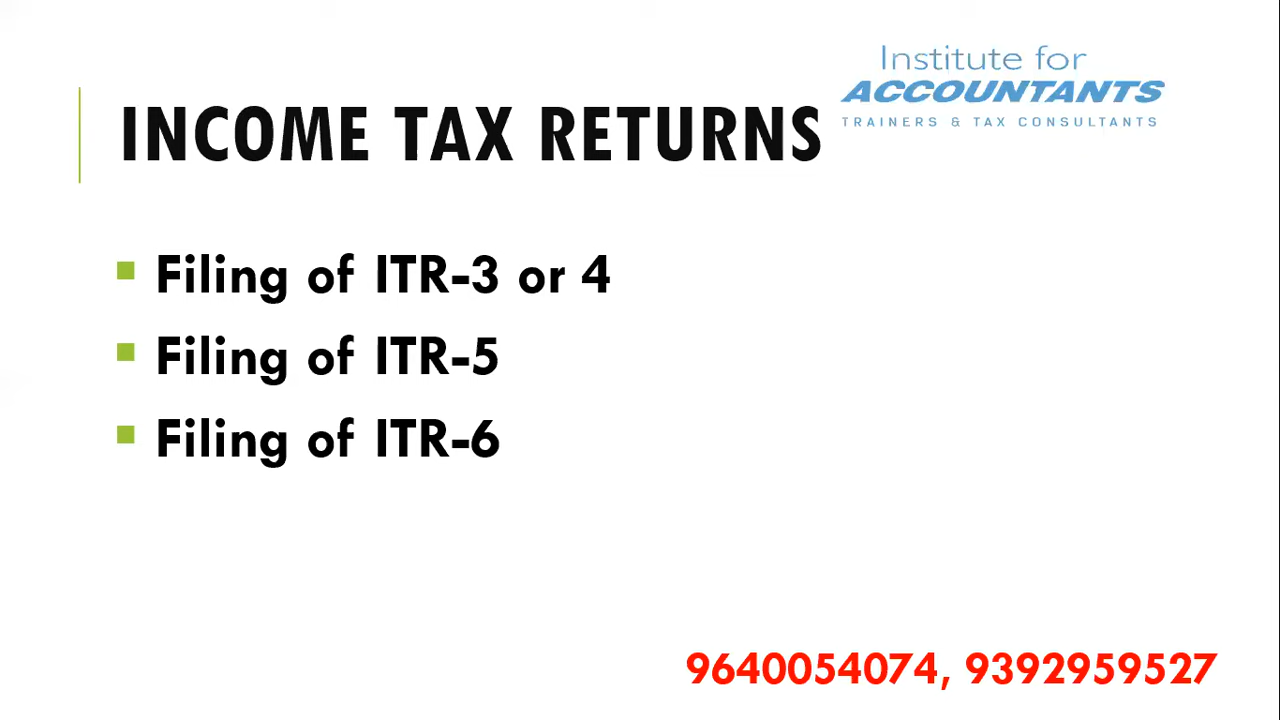 Institute for
ACCOUNTANTS
TRAINERS & TAX CONSULTANTS
INCOME TAX RETURNS
Filing of ITR-3 or 4
Filing of ITR-5
Filing of ITR-6
9640054074, 9392959527